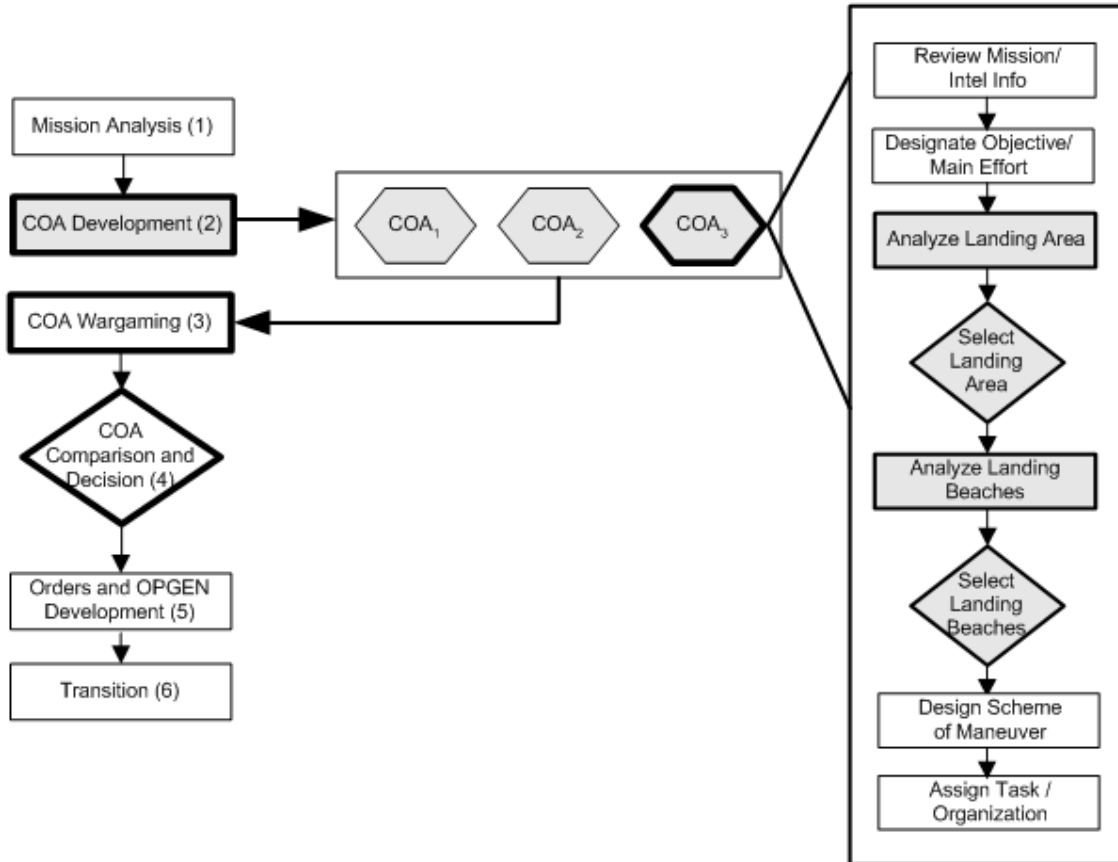 Mission Analysis (1)
COA Development (2)
COA₁
COA₂
COA₃
COA Wargaming (3)
COA
Comparison and
Decision (4)
Orders and OPGEN
Development (5)
Transition (6)
Review Mission/
Intel Info
Designate Objective/
Main Effort
Analyze Landing Area
Select
Landing
Area
Analyze Landing
Beaches
Select
Landing
Beaches
Design Scheme
of Maneuver
Assign Task /
Organization